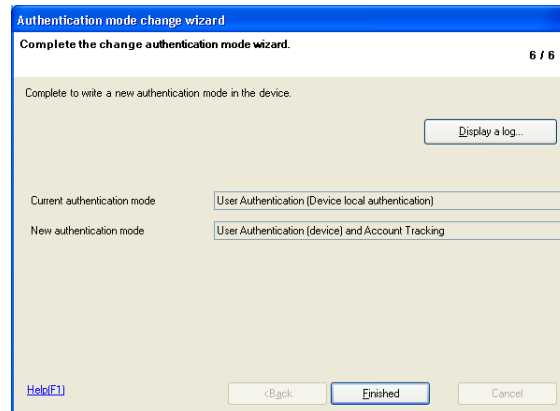 Authentication mode change wizard
Complete the change authentication mode wizard.
6 / 6
Complete to write a new authentication mode in the device.
Display a log...
Current authentication mode
User Authentication (Device local authentication)
New authentication mode
User Authentication (device) and Account Tracking
Help(F1)
<Back
Finished
Cancel